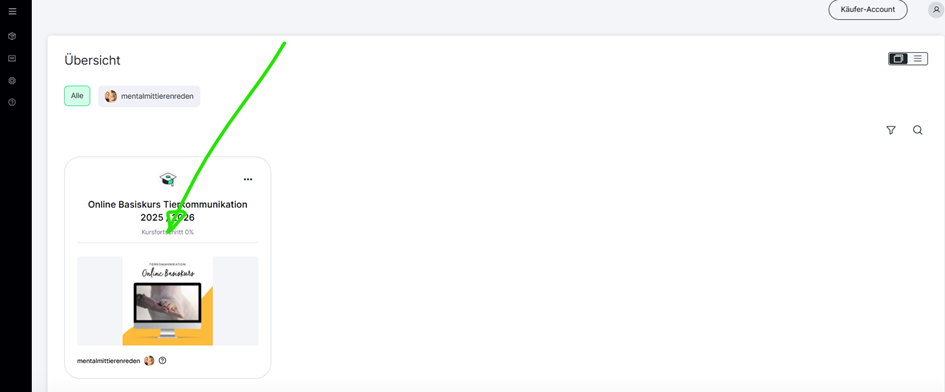 Käufer-Account
Übersicht
Alle
mentalmittierenreden
Online Basiskurs Tierkommunikation
2025 / 2026
Kursfortschritt 0%
TIERKOMMUNIKATION
Online Basiskurs
mentalmittierenreden